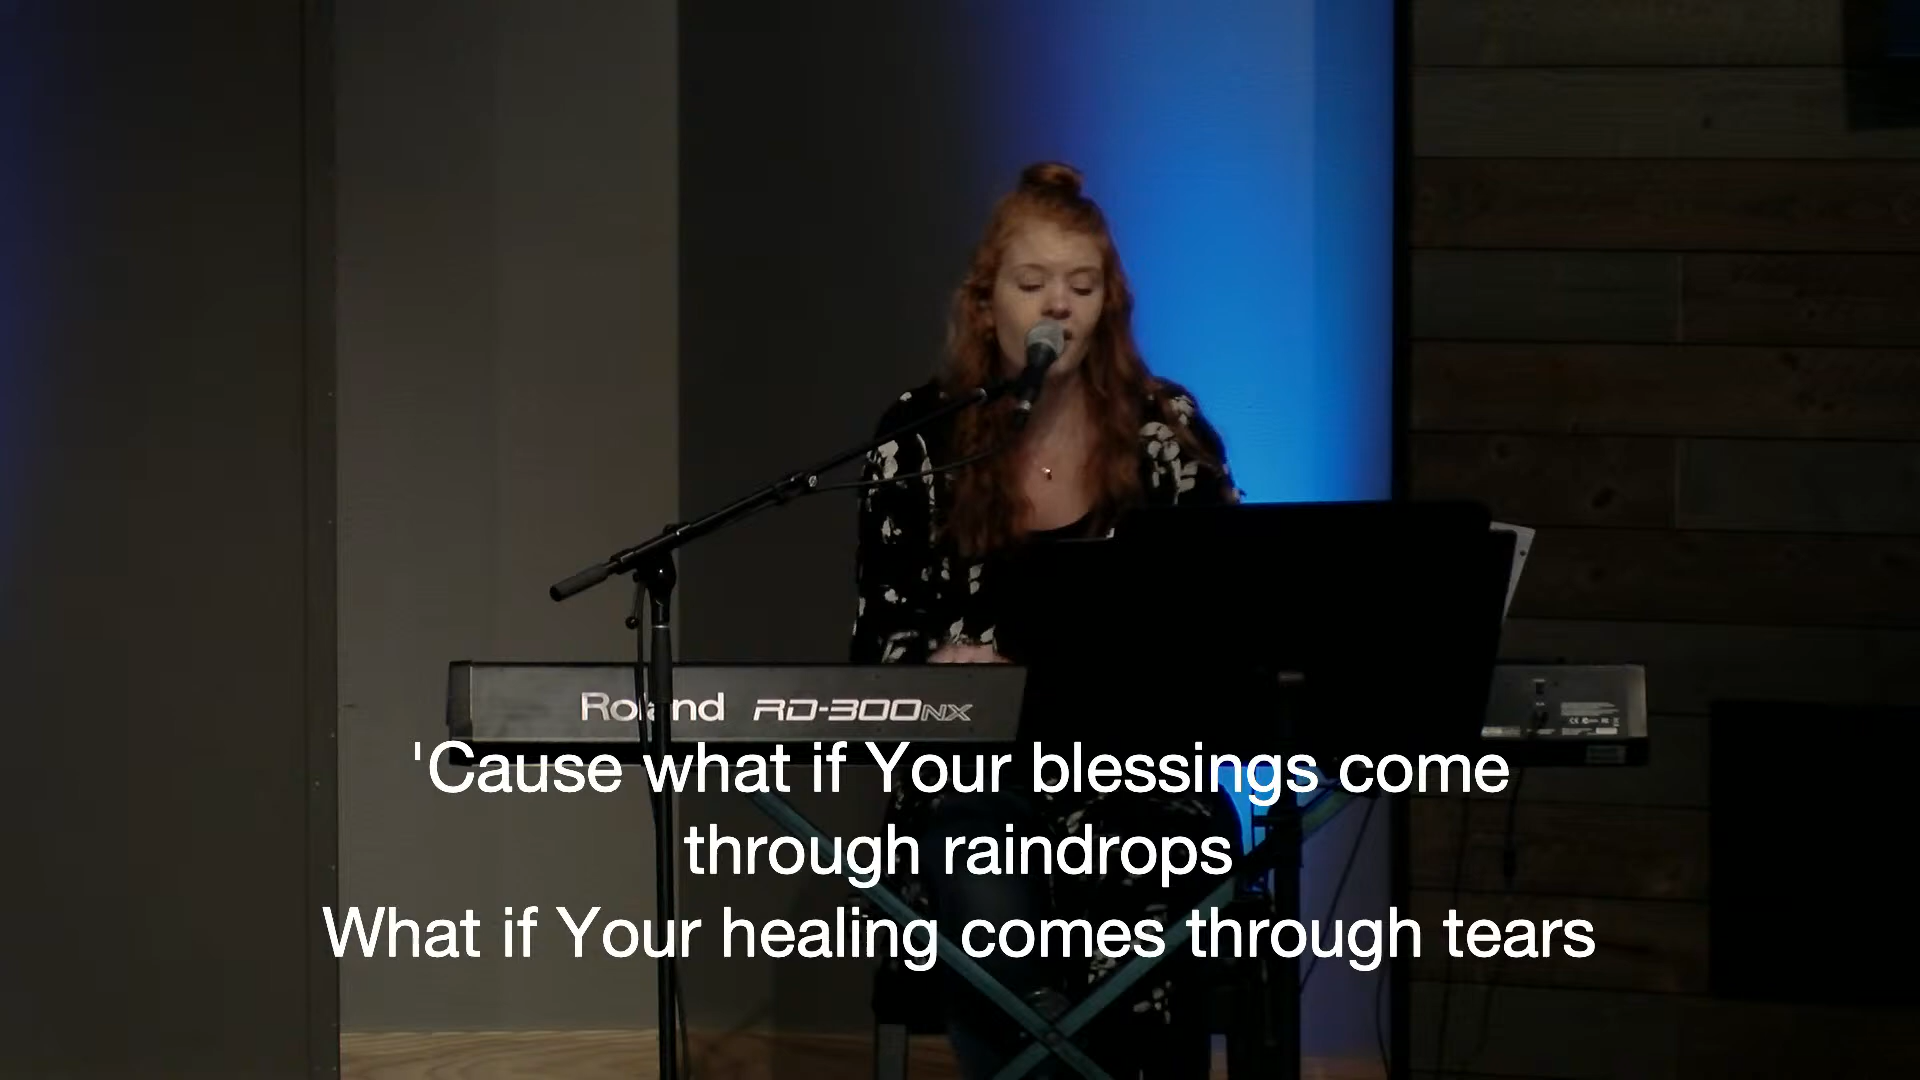 Roland RD-300NX
'Cause what if Your blessings come
through raindrops
What if Your healing comes through tears